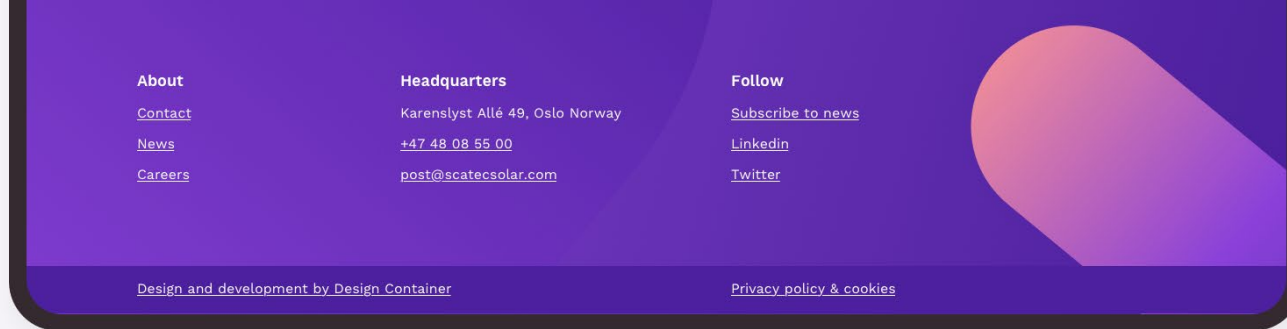 About
Contact
News
Careers
Headquarters
Karenslyst Allé 49, Oslo Norway
+47 48 08 55 00
post@scatecsolar.com
Follow
Subscribe to news
Linkedin
Twitter
Design and development by Design Container
Privacy policy & cookies